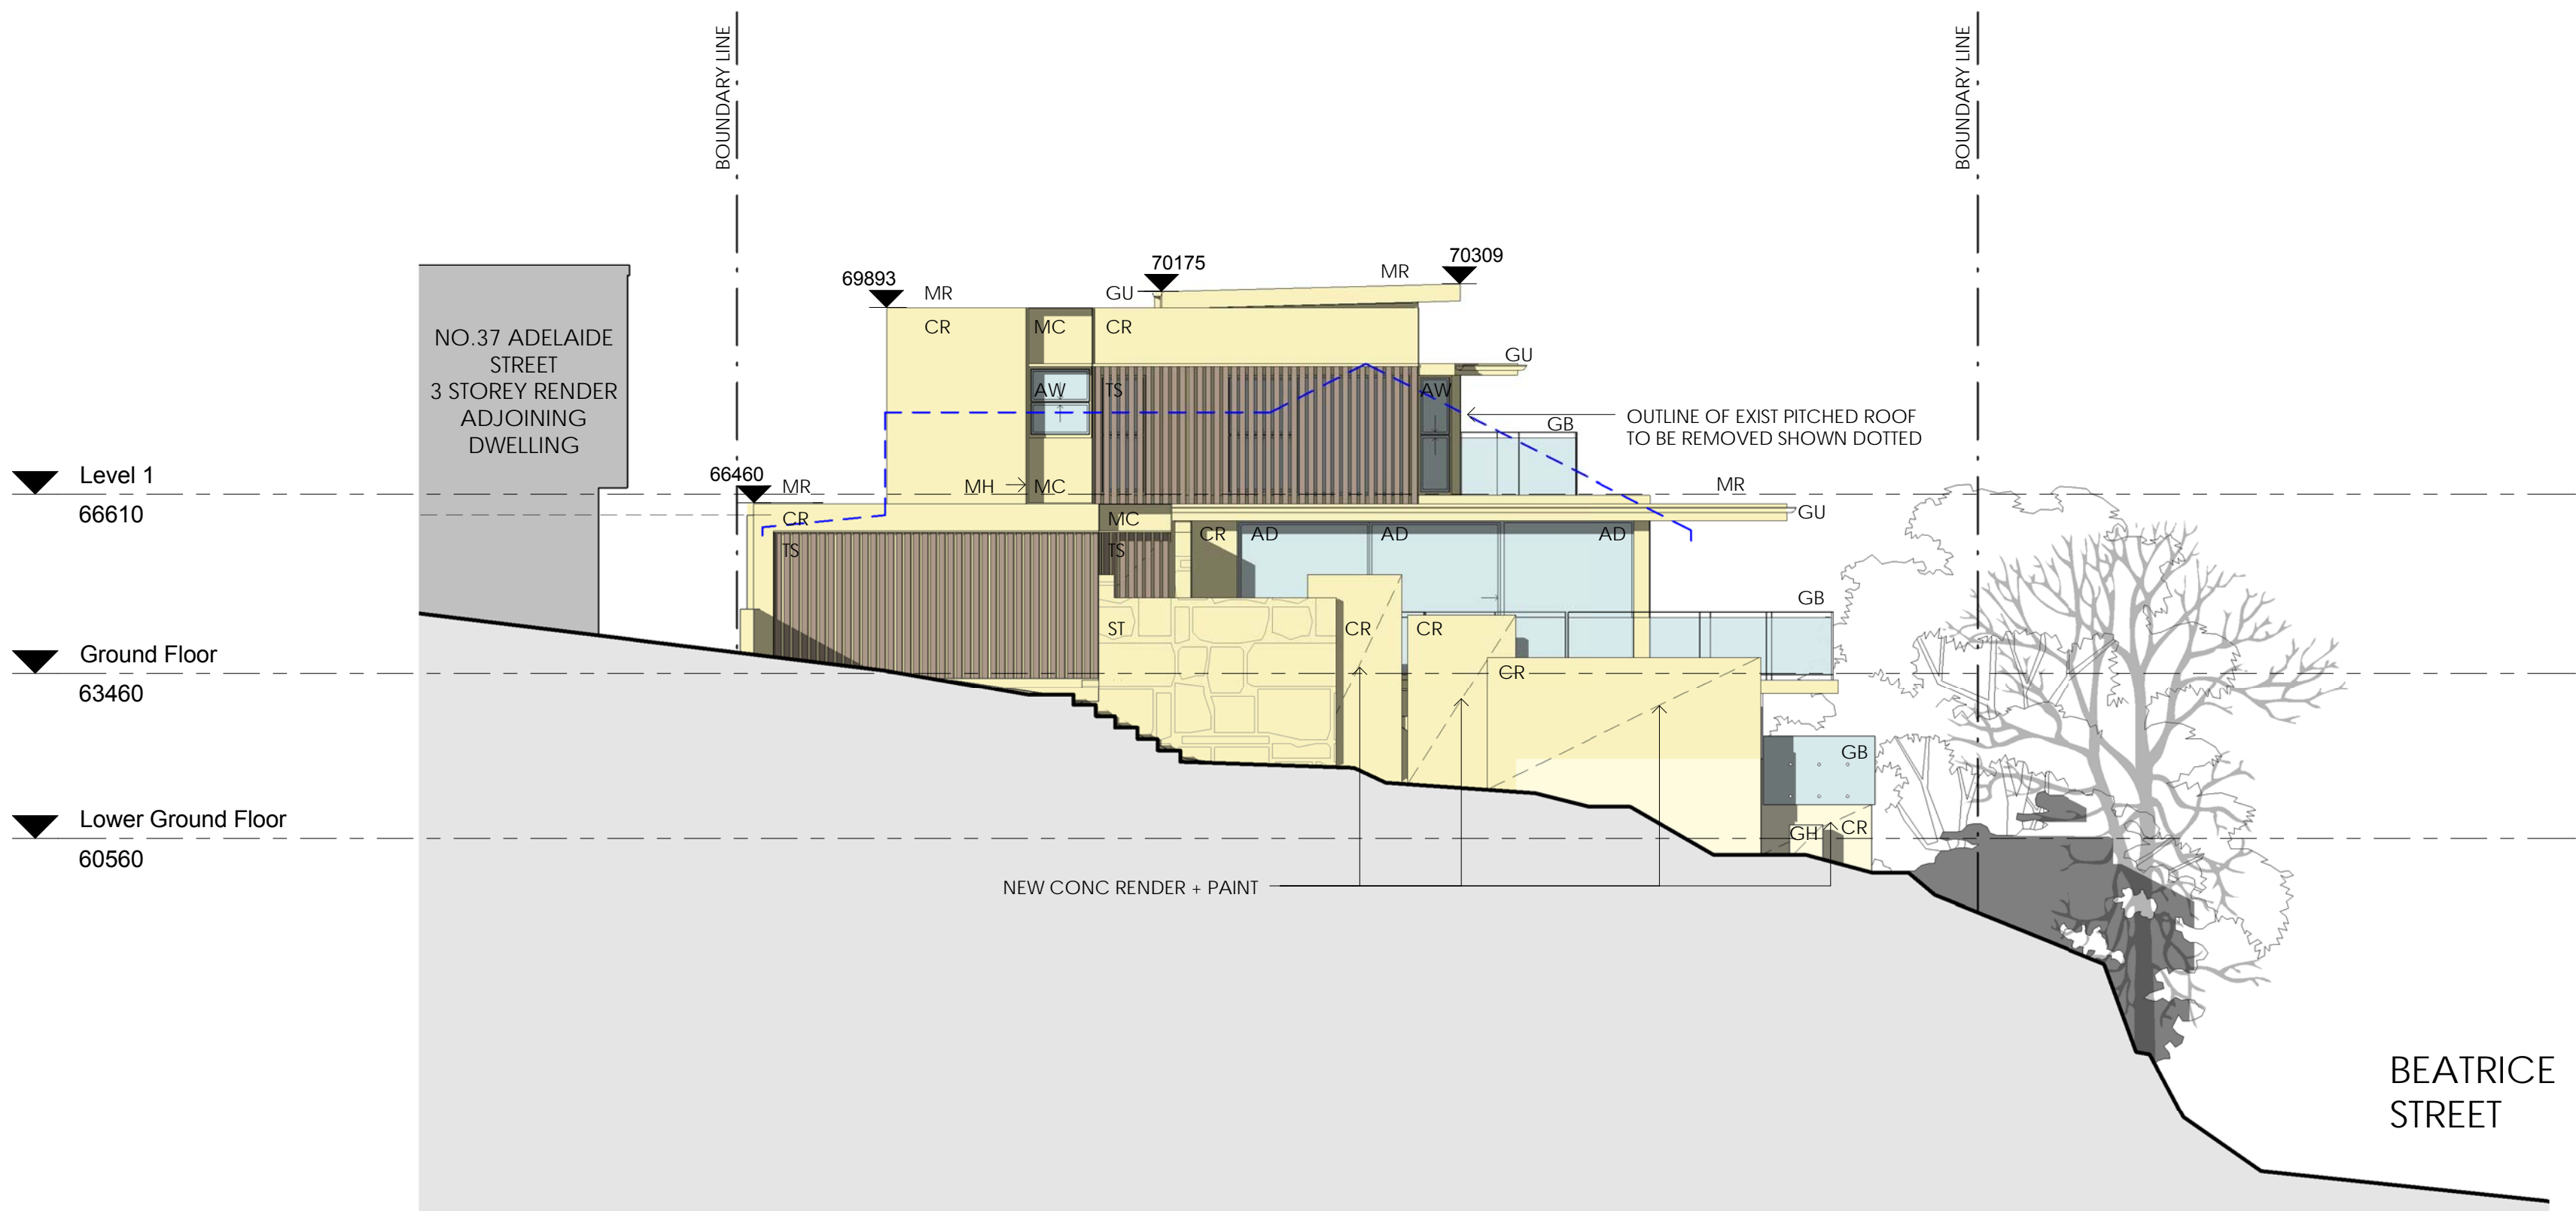 BOUNDARY LINE
BOUNDARY LINE
70309
70175
MR
69893
MR
GU
CR
MC
CR
NO.37 ADELAIDE
STREET
3 STOREY RENDER
ADJOINING
DWELLING
GU
AW
TS
AW
GB
OUTLINE OF EXIST PITCHED ROOF
TO BE REMOVED SHOWN DOTTED
Level 1
66610
66460
MR
MH
MC
MR
CR
MC
GU
TS
TS
CR
AD
AD
AD
GB
ST
CR
CR
CR
Ground Floor
63460
GB
Lower Ground Floor
60560
GH
CR
NEW CONC RENDER + PAINT
BEATRICE
STREET